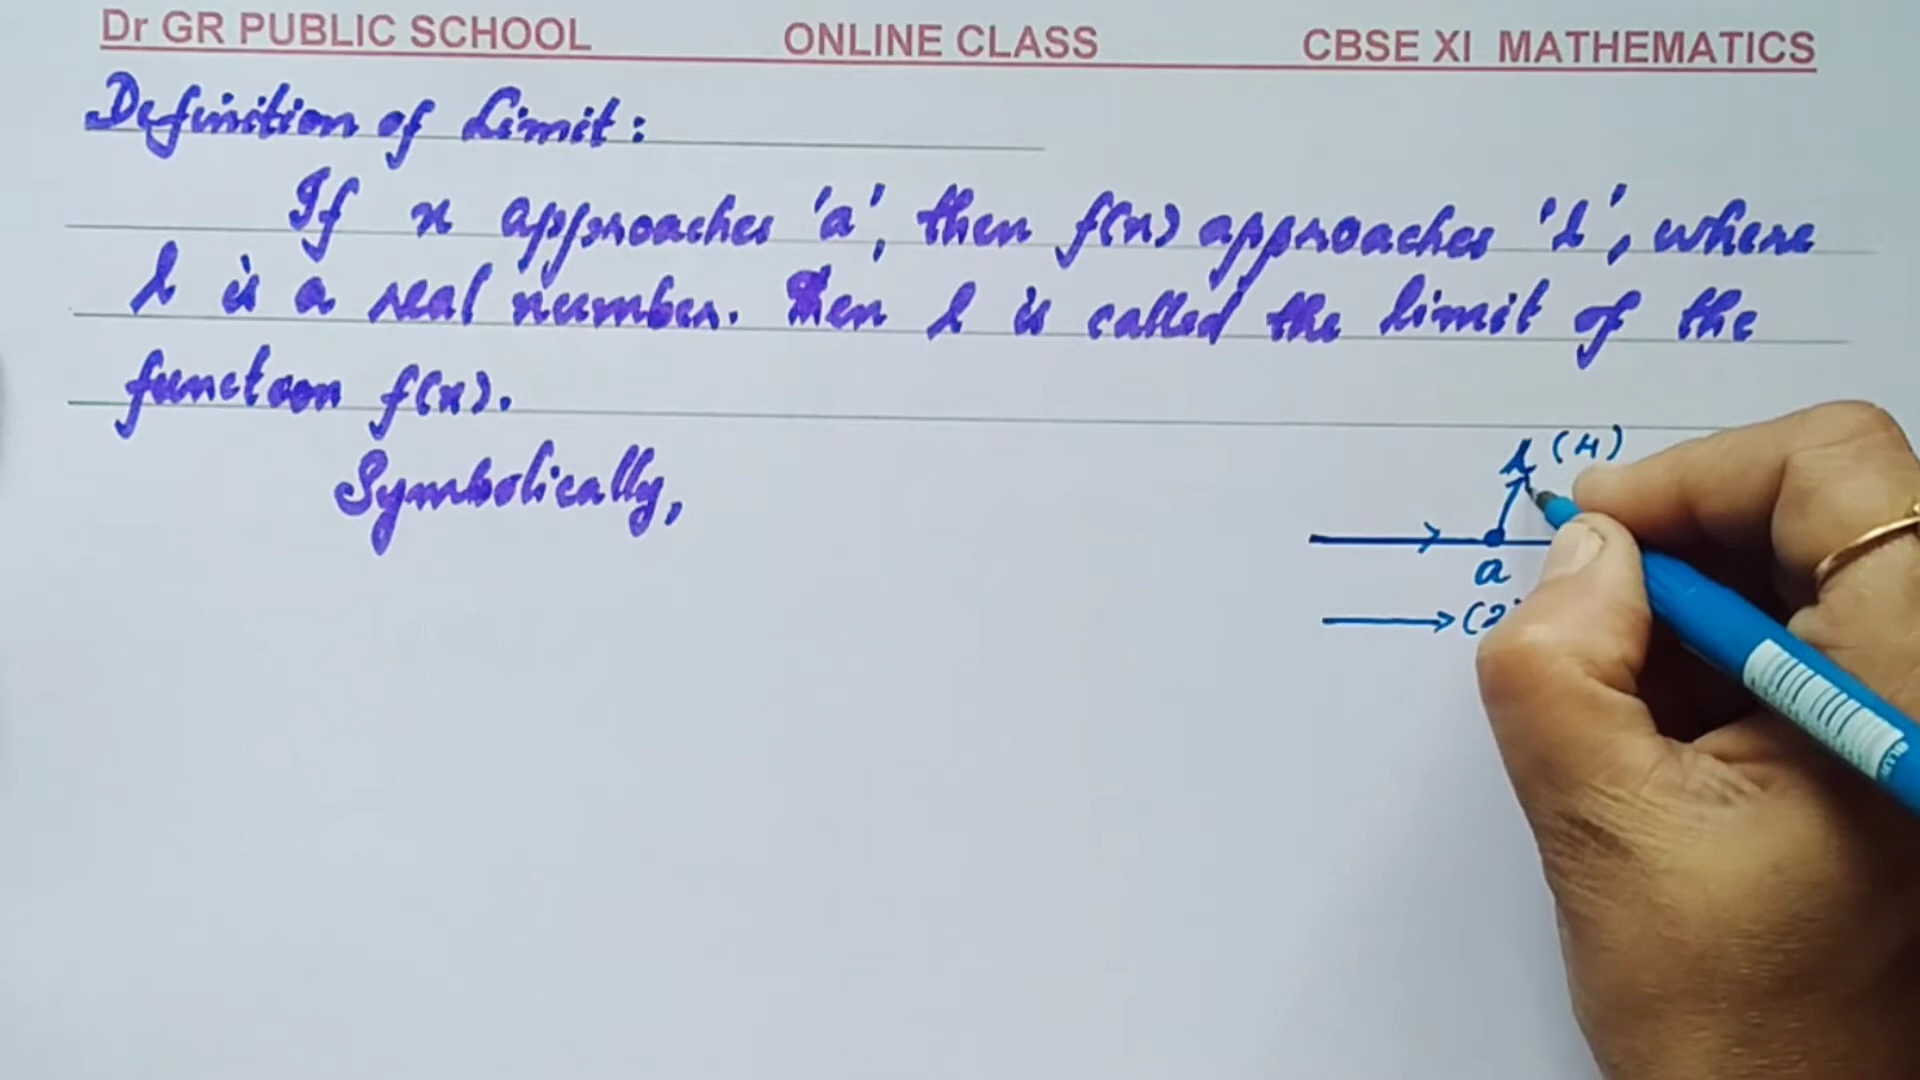 Dr GR PUBLIC SCHOOL ONLINE CLASS CBSE XI MATHEMATICS
Definition of Limit:
If x approaches 'a', then f(x) approaches 'l', where
l is a real number. Then l is called the limit of the
function f(x).
Symbolically,
l (4)
a
(2